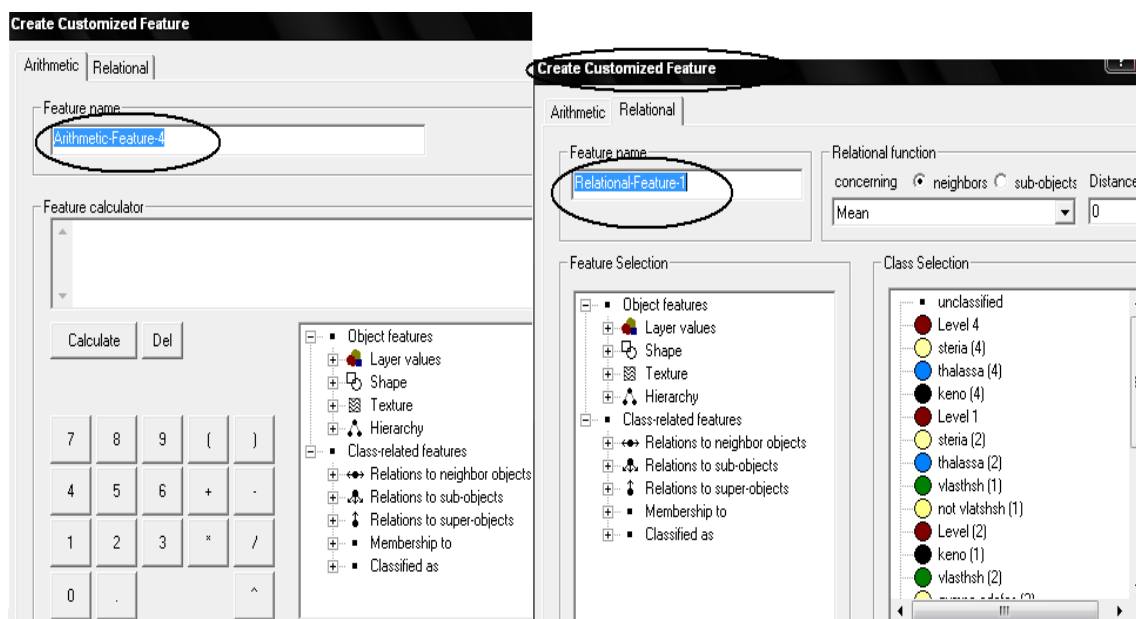 Create Customized Feature
Arithmetic Relational
Feature name
Arithmetic-Feature-4
Feature calculator
Calculate Del
7 8 9 ( )
4 5 6 + -
1 2 3 * /
0 . ^
Object features
Layer values
Shape
Texture
Hierarchy
Class-related features
Relations to neighbor objects
Relations to sub-objects
Relations to super-objects
Membership to
Classified as
Create Customized Feature
?
Arithmetic Relational
Feature name
Relational-Feature-1
Relational function
concerning neighbors sub-objects Distance
Mean 0
Feature Selection
Object features
Layer values
Shape
Texture
Hierarchy
Class-related features
Relations to neighbor objects
Relations to sub-objects
Relations to super-objects
Membership to
Classified as
Class Selection
unclassified
Level 4
steria (4)
thalassa (4)
keno (4)
Level 1
steria (2)
thalassa (2)
vlasthsh (1)
not vlatshsh (1)
Level (2)
keno (1)
vlasthsh (2)